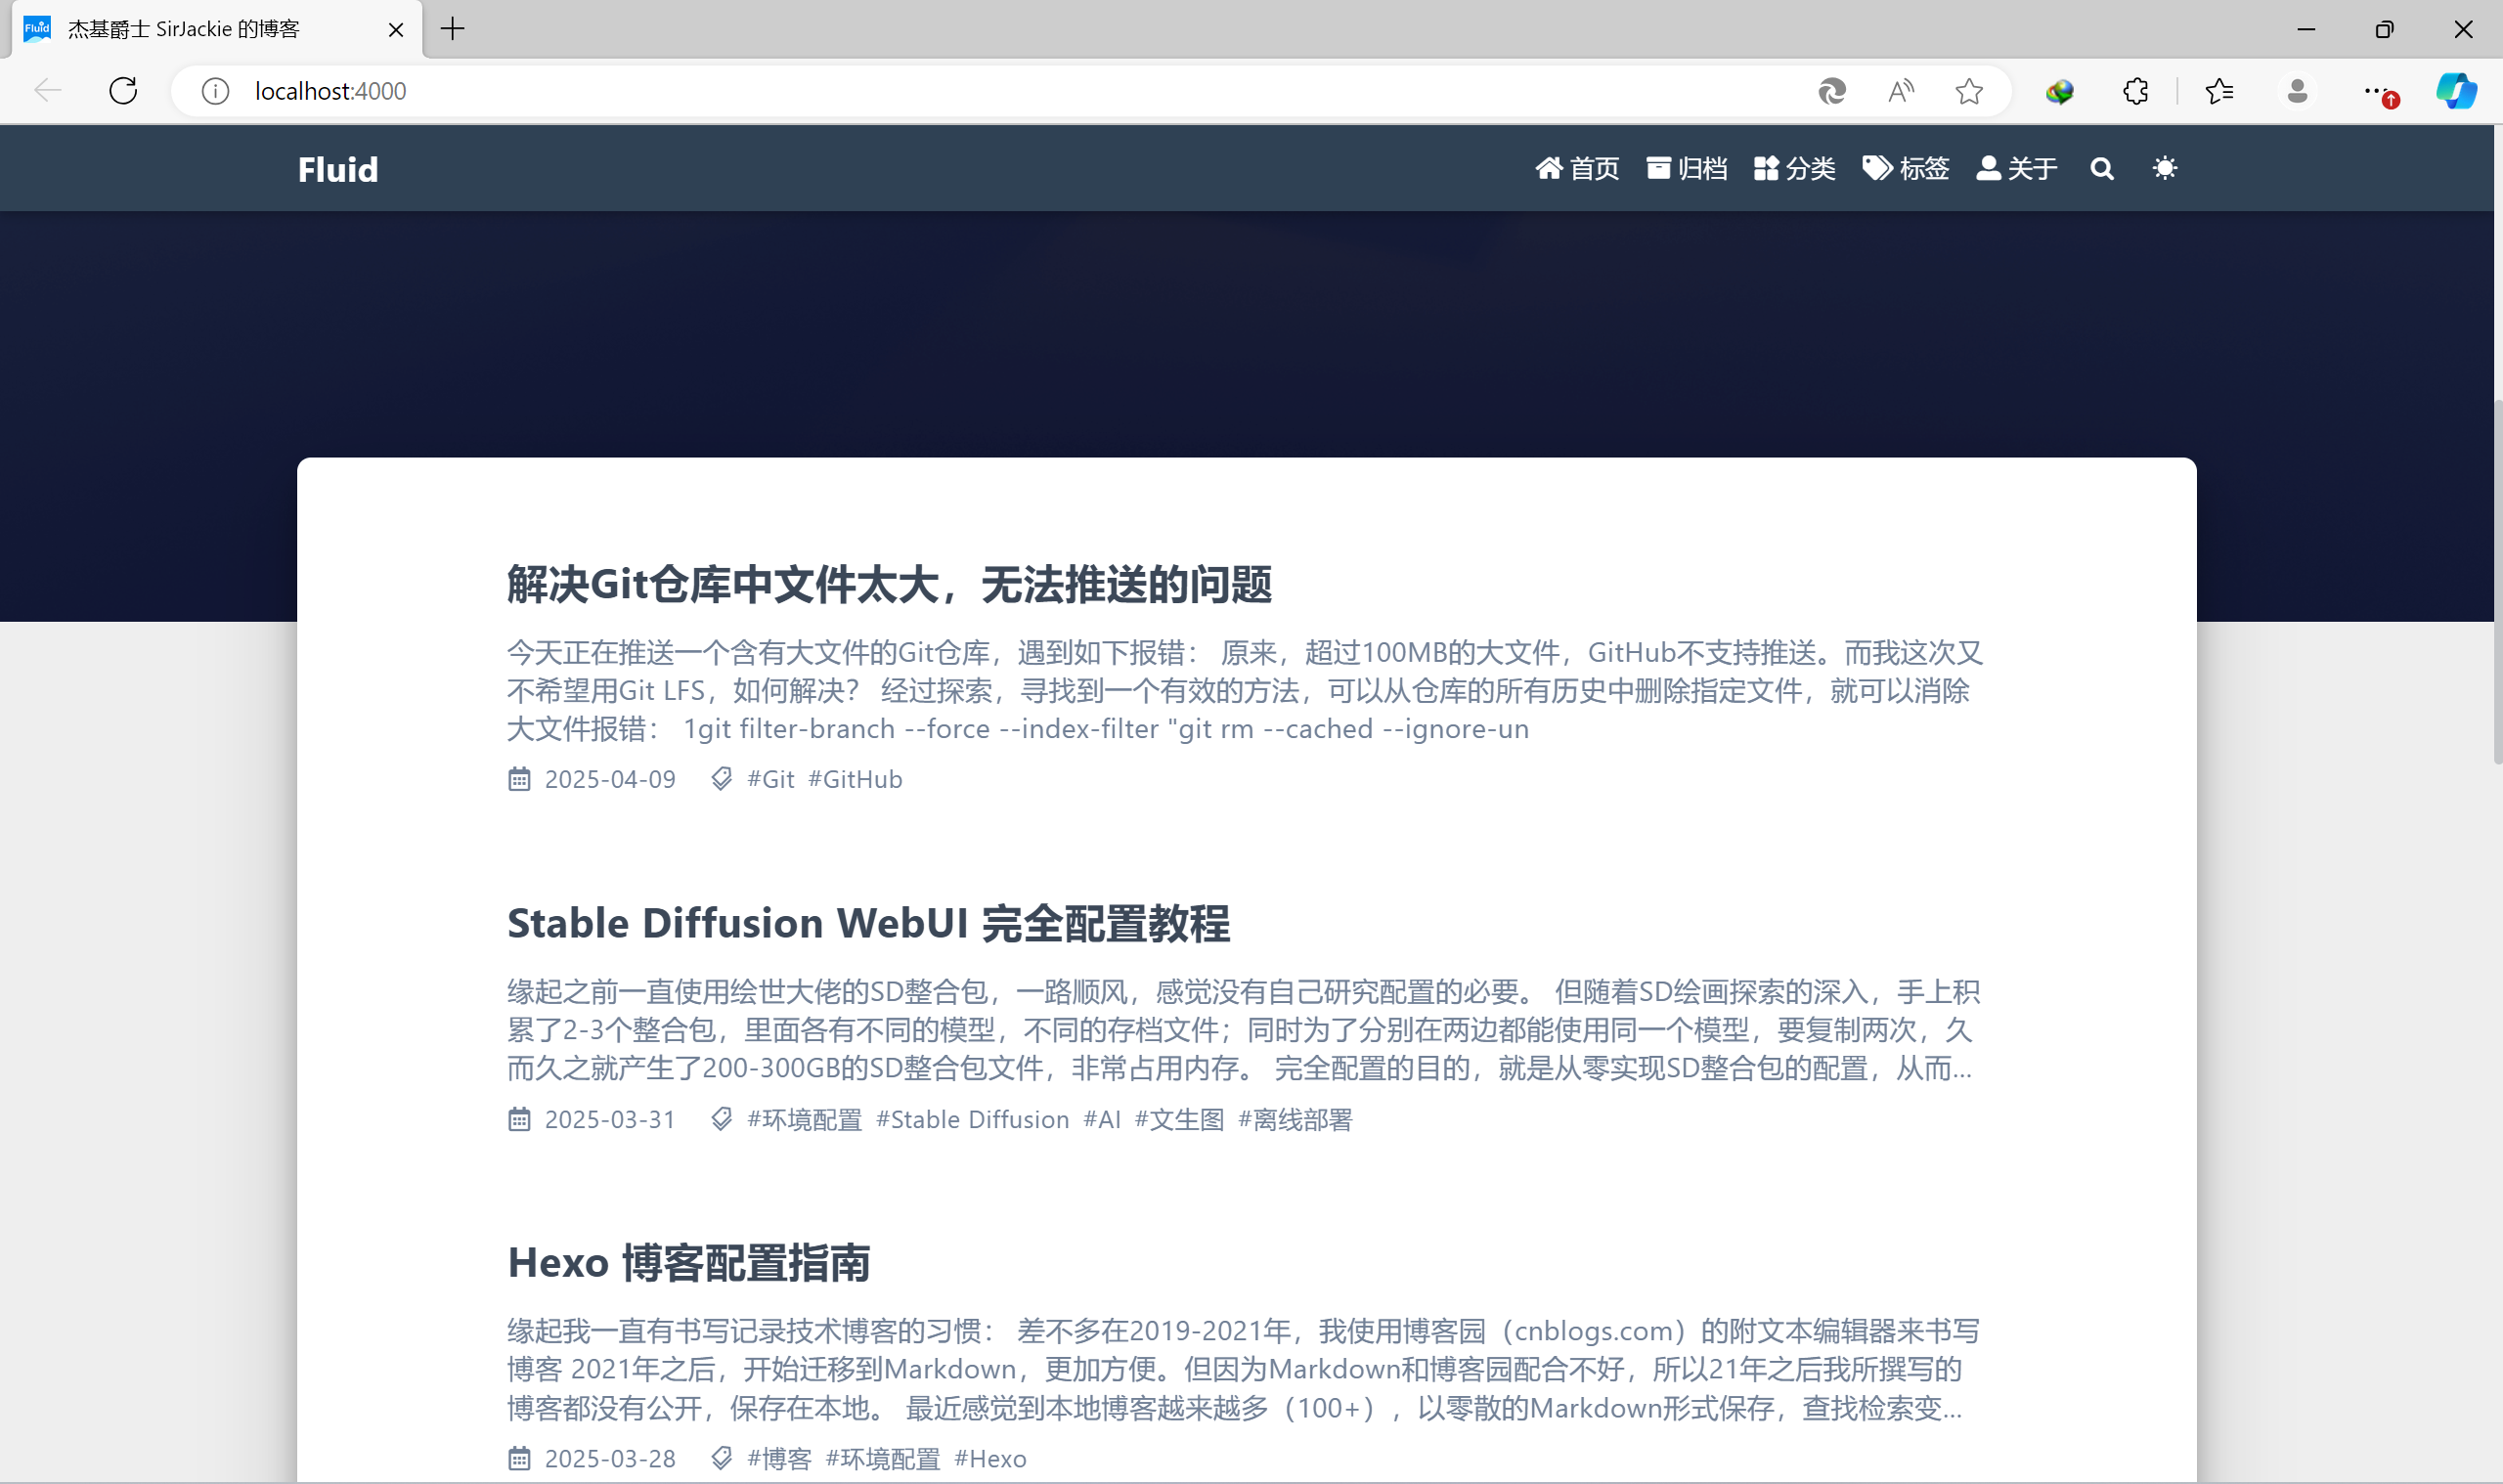 杰基爵士 SirJackie 的博客
localhost:4000
Fluid 首页 归档 分类 标签 关于
解决Git仓库中文件太大，无法推送的问题
今天正在推送一个含有大文件的Git仓库，遇到如下报错： 原来，超过100MB的大文件，GitHub不支持推送。而我这次又
不希望用Git LFS，如何解决？ 经过探索，寻找到一个有效的方法，可以从仓库的所有历史中删除指定文件，就可以消除
大文件报错： 1git filter-branch --force --index-filter "git rm --cached --ignore-un
2025-04-09 #Git #GitHub
Stable Diffusion WebUI 完全配置教程
缘起之前一直使用绘世大佬的SD整合包，一路顺风，感觉没有自己研究配置的必要。 但随着SD绘画探索的深入，手上积
累了2-3个整合包，里面各有不同的模型，不同的存档文件；同时为了分别在两边都能使用同一个模型，要复制两次，久
而久之就产生了200-300GB的SD整合包文件，非常占用内存。 完全配置的目的，就是从零实现SD整合包的配置，从而...
2025-03-31 #环境配置 #Stable Diffusion #AI #文生图 #离线部署
Hexo 博客配置指南
缘起我一直有书写记录技术博客的习惯： 差不多在2019-2021年，我使用博客园（cnblogs.com）的附文本编辑器来书写
博客 2021年之后，开始迁移到Markdown，更加方便。但因为Markdown和博客园配合不好，所以21年之后我所撰写的
博客都没有公开，保存在本地。 最近感觉到本地博客越来越多（100+），以零散的Markdown形式保存，查找检索变...
2025-03-28 #博客 #环境配置 #Hexo